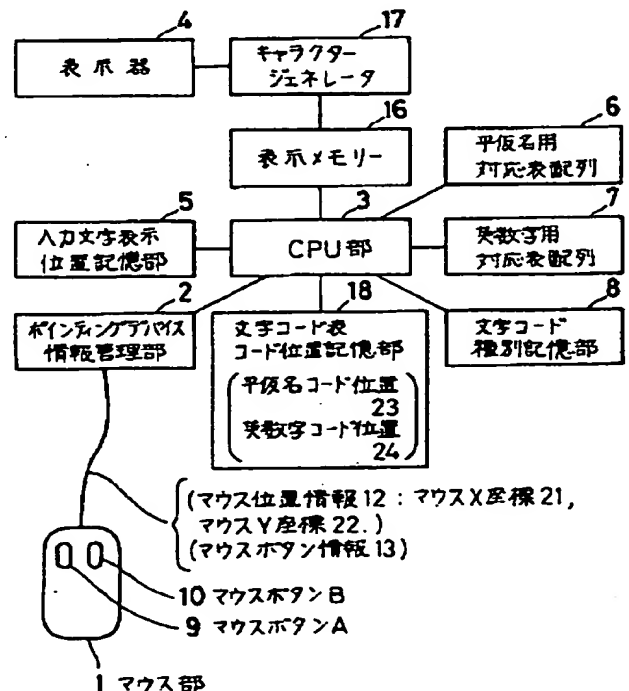 4
17
表示器
キャラクター
ジェネレータ
16
6
表示メモリー
平仮名用
対応表配列
5
3
7
入力文字表示
位置記憶部
CPU部
英数字用
対応表配列
2
18
8
ポインティングデバイス
情報管理部
文字コード表
コード位置記憶部
文字コード
種別記憶部
(平仮名コード位置
23
英数字コード位置
24)
(マウス位置情報12:マウスX座標21,
マウスY座標22.)
(マウスボタン情報13)
10 マウスボタンB
9 マウスボタンA
1 マウス部